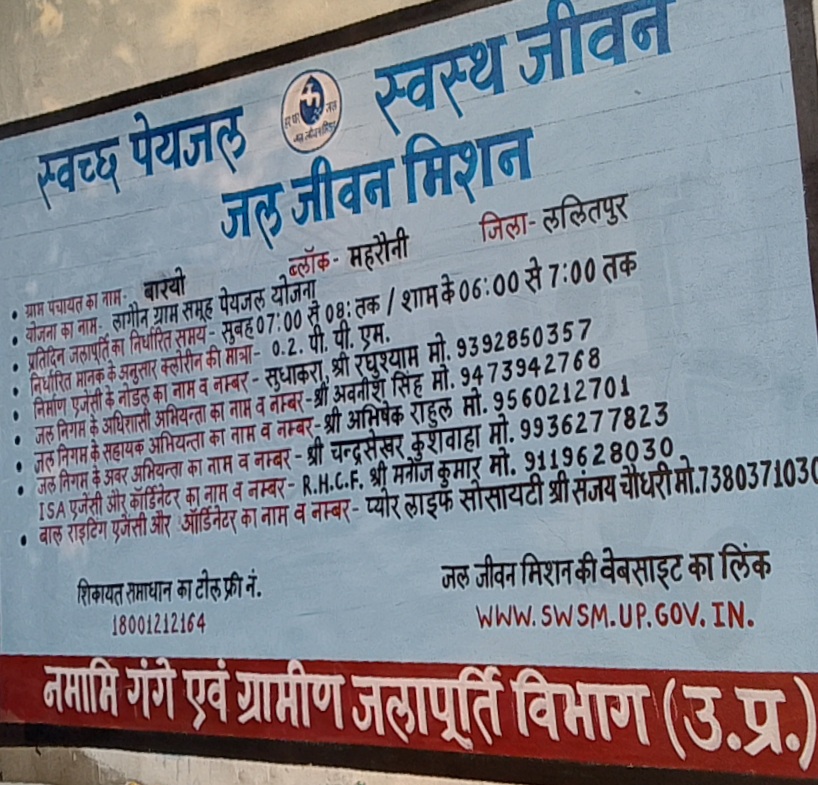 स्वच्छ पेयजल स्वस्थ जीवन
हर घर जल
जल जीवन मिशन
ग्राम पंचायत का नाम- बारयो ब्लॉक- महरौनी जिला- ललितपुर
योजना का नाम- लागौन ग्राम समूह पेयजल योजना
प्रतिदिन जलापूर्ति का निर्धारित समय- सुबह 07:00 से 08: तक / शाम के 06:00 से 7:00 तक
निर्धारित मानक के अनुसार क्लोरीन की मात्रा- 0.2. पी. पी. एम.
निर्माण एजेंसी के नोडल का नाम व नम्बर- सुधाकरा, श्री रघुश्याम मो. 9392850357
जल निगम के अधिशासी अभियन्ता का नाम व नम्बर-श्री अवनीश सिंह मो. 9473942768
जल निगम के सहायक अभियन्ता का नाम व नम्बर-श्री अभिषेक राहुल मो. 9560212701
जल निगम के अवर अभियन्ता का नाम व नम्बर- श्री चन्द्रसेखर कुशवाहा मो. 9936277823
ISA एजेंसी और कॉर्डिनेटर का नाम व नम्बर- R.H.C.F. श्री मनोज कुमार मो. 9119628030
बाल राइटिंग एजेंसी और ऑर्डिनेटर का नाम व नम्बर- प्योर लाइफ सोसायटी श्री संजय चौधरी मो.7380371030
शिकायत समाधान का टोल फ्री नं.
18001212164
जल जीवन मिशन की वेबसाइट का लिंक
WWW.SWSM.UP.GOV.IN.
नमामि गंगे एवं ग्रामीण जलापूर्ति विभाग (उ.प्र.)